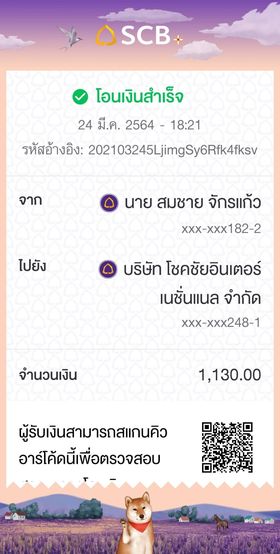 SCB
โอนเงินสำเร็จ
24 มี.ค. 2564 - 18:21
รหัสอ้างอิง: 202103245LjimgSy6Rfk4fksv
จาก
นาย สมชาย จักรแก้ว
xxx-xxx182-2
ไปยัง
บริษัท โชคชัยอินเตอร์
เนชั่นแนล จำกัด
xxx-xxx248-1
จำนวนเงิน
1,130.00
ผู้รับเงินสามารถสแกนคิว
อาร์โค้ดนี้เพื่อตรวจสอบ